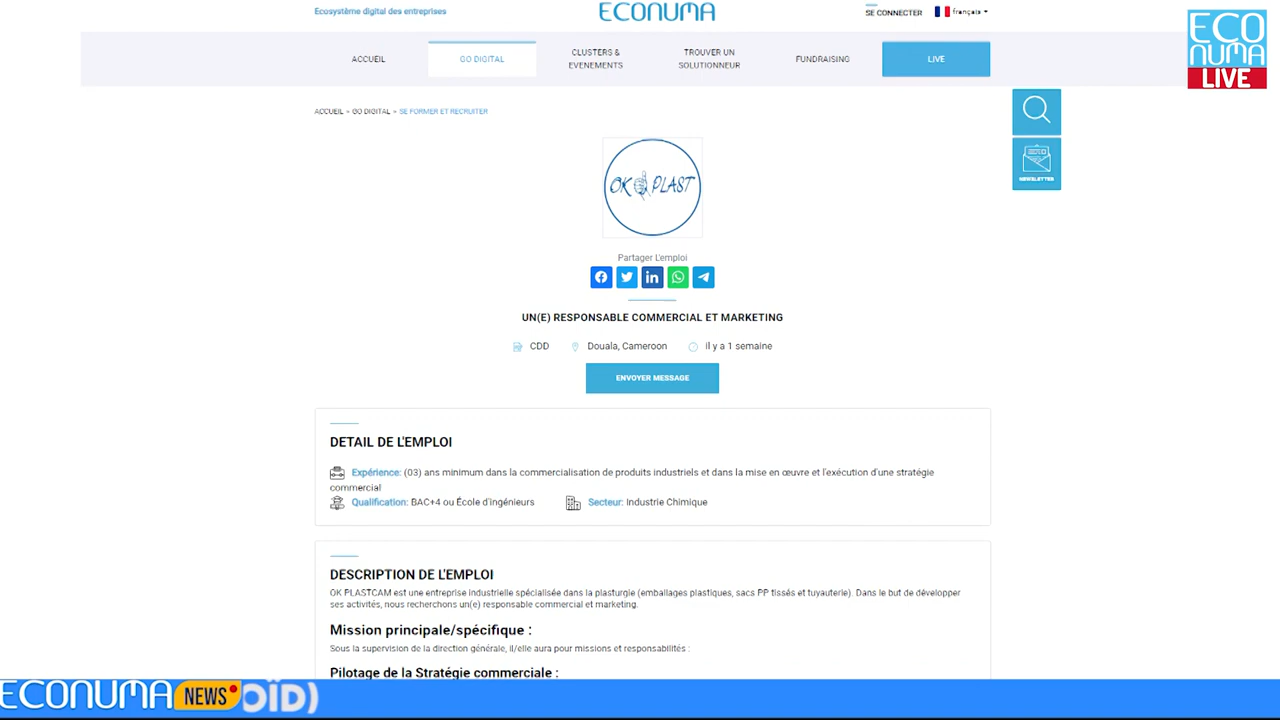 Ecosystème digital des entreprises
ECONUMA
SE CONNECTER
français
ECO
NUMA
LIVE
ACCUEIL
GO DIGITAL
CLUSTERS &
EVENEMENTS
TROUVER UN
SOLUTIONNEUR
FUNDRAISING
LIVE
ACCUEIL » GO DIGITAL » SE FORMER ET RECRUITER
NEWSLETTER
OK PLAST
Partager L'emploi
UN(E) RESPONSABLE COMMERCIAL ET MARKETING
CDD Douala, Cameroon il y a 1 semaine
ENVOYER MESSAGE
DETAIL DE L'EMPLOI
Expérience: (03) ans minimum dans la commercialisation de produits industriels et dans la mise en œuvre et l'exécution d'une stratégie
commercial
Qualification: BAC+4 ou École d'ingénieurs Secteur: Industrie Chimique
DESCRIPTION DE L'EMPLOI
OK PLASTCAM est une entreprise industrielle spécialisée dans la plasturgie (emballages plastiques, sacs PP tissés et tuyauterie). Dans le but de développer
ses activités, nous recherchons un(e) responsable commercial et marketing.
Mission principale/spécifique :
Sous la supervision de la direction générale, il/elle aura pour missions et responsabilités :
Pilotage de la Stratégie commerciale :
ECONUMA NEWS OÏD)